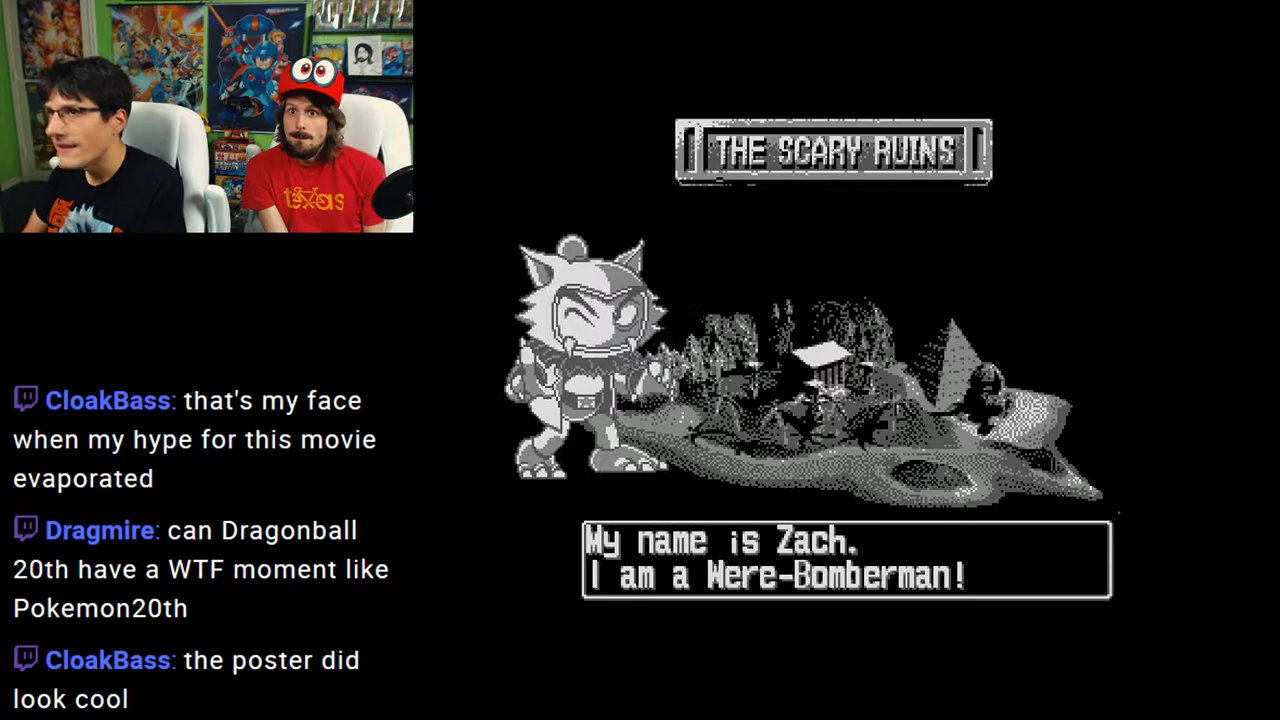 texas
THE SCARY RUINS
My name is Zach.
I am a Were-Bomberman!
CloakBass: that's my face
when my hype for this movie
evaporated
Dragmire: can Dragonball
20th have a WTF moment like
Pokemon20th
CloakBass: the poster did
look cool